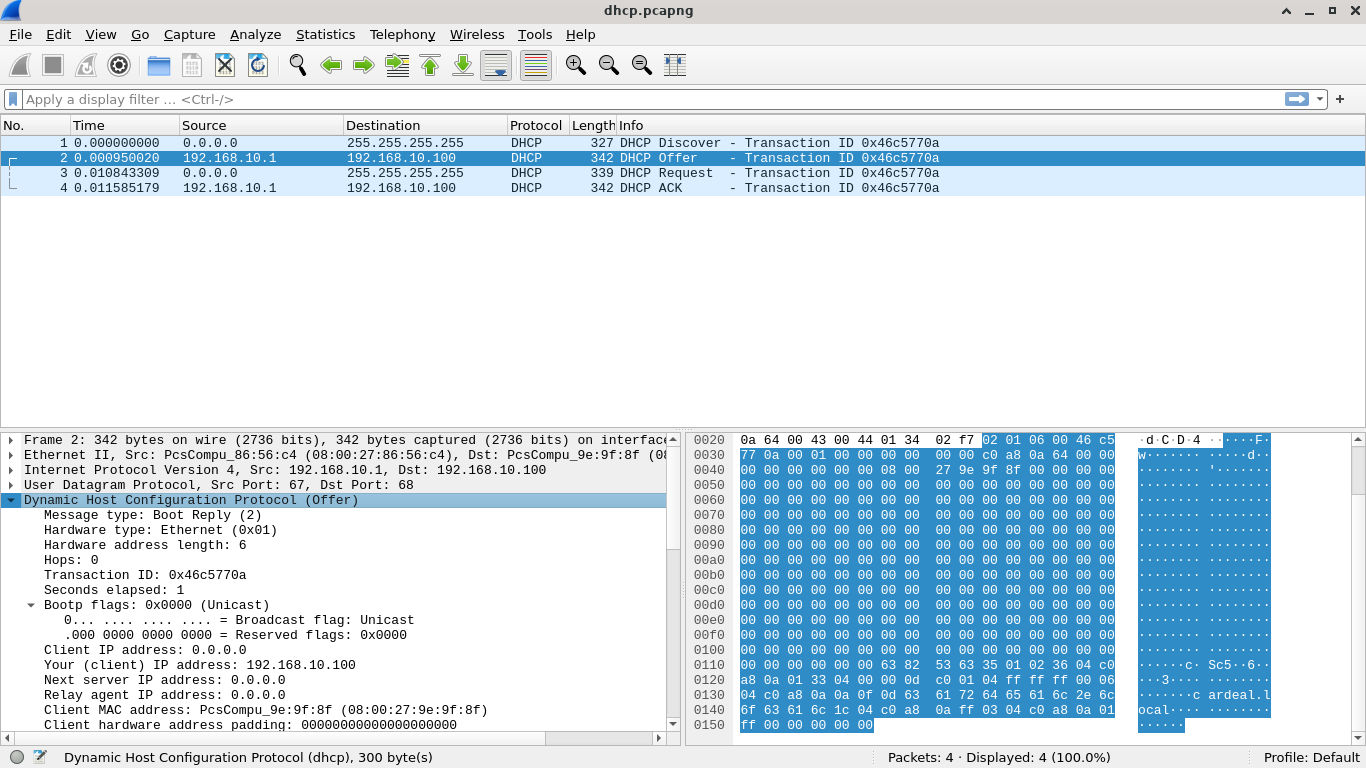 dhcp.pcapng
File Edit View Go Capture Analyze Statistics Telephony Wireless Tools Help
Apply a display filter … <Ctrl-/>
No. Time Source Destination Protocol Length Info
1 0.000000000 0.0.0.0 255.255.255.255 DHCP 327 DHCP Discover - Transaction ID 0x46c5770a
2 0.000950020 192.168.10.1 192.168.10.100 DHCP 342 DHCP Offer - Transaction ID 0x46c5770a
3 0.010843309 0.0.0.0 255.255.255.255 DHCP 339 DHCP Request - Transaction ID 0x46c5770a
4 0.011585179 192.168.10.1 192.168.10.100 DHCP 342 DHCP ACK - Transaction ID 0x46c5770a
Frame 2: 342 bytes on wire (2736 bits), 342 bytes captured (2736 bits) on interface
Ethernet II, Src: PcsCompu_86:56:c4 (08:00:27:86:56:c4), Dst: PcsCompu_9e:9f:8f (08
Internet Protocol Version 4, Src: 192.168.10.1, Dst: 192.168.10.100
User Datagram Protocol, Src Port: 67, Dst Port: 68
Dynamic Host Configuration Protocol (Offer)
Message type: Boot Reply (2)
Hardware type: Ethernet (0x01)
Hardware address length: 6
Hops: 0
Transaction ID: 0x46c5770a
Seconds elapsed: 1
Bootp flags: 0x0000 (Unicast)
0... .... .... .... = Broadcast flag: Unicast
.000 0000 0000 0000 = Reserved flags: 0x0000
Client IP address: 0.0.0.0
Your (client) IP address: 192.168.10.100
Next server IP address: 0.0.0.0
Relay agent IP address: 0.0.0.0
Client MAC address: PcsCompu_9e:9f:8f (08:00:27:9e:9f:8f)
Client hardware address padding: 00000000000000000000
0020 0a 64 00 43 00 44 01 34 02 f7 02 01 06 00 46 c5 ·d·C·D·4 ······F·
0030 77 0a 00 01 00 00 00 00 00 00 c0 a8 0a 64 00 00 w······· ·····d··
0040 00 00 00 00 00 00 08 00 27 9e 9f 8f 00 00 00 00 ········ '·······
0050 00 00 00 00 00 00 00 00 00 00 00 00 00 00 00 00 ········ ········
0060 00 00 00 00 00 00 00 00 00 00 00 00 00 00 00 00 ········ ········
0070 00 00 00 00 00 00 00 00 00 00 00 00 00 00 00 00 ········ ········
0080 00 00 00 00 00 00 00 00 00 00 00 00 00 00 00 00 ········ ········
0090 00 00 00 00 00 00 00 00 00 00 00 00 00 00 00 00 ········ ········
00a0 00 00 00 00 00 00 00 00 00 00 00 00 00 00 00 00 ········ ········
00b0 00 00 00 00 00 00 00 00 00 00 00 00 00 00 00 00 ········ ········
00c0 00 00 00 00 00 00 00 00 00 00 00 00 00 00 00 00 ········ ········
00d0 00 00 00 00 00 00 00 00 00 00 00 00 00 00 00 00 ········ ········
00e0 00 00 00 00 00 00 00 00 00 00 00 00 00 00 00 00 ········ ········
00f0 00 00 00 00 00 00 00 00 00 00 00 00 00 00 00 00 ········ ········
0100 00 00 00 00 00 00 00 00 00 00 00 00 00 00 00 00 ········ ········
0110 00 00 00 00 00 00 63 82 53 63 35 01 02 36 04 c0 ······c· Sc5··6··
0120 a8 0a 01 33 04 00 00 0d c0 01 04 ff ff ff 00 06 ···3···· ········
0130 04 c0 a8 0a 0a 0f 0d 63 61 72 64 65 61 6c 2e 6c ·······c ardeal.l
0140 6f 63 61 6c 1c 04 c0 a8 0a ff 03 04 c0 a8 0a 01 ocal···· ········
0150 ff 00 00 00 00 00 ······
Dynamic Host Configuration Protocol (dhcp), 300 byte(s)
Packets: 4 · Displayed: 4 (100.0%)
Profile: Default